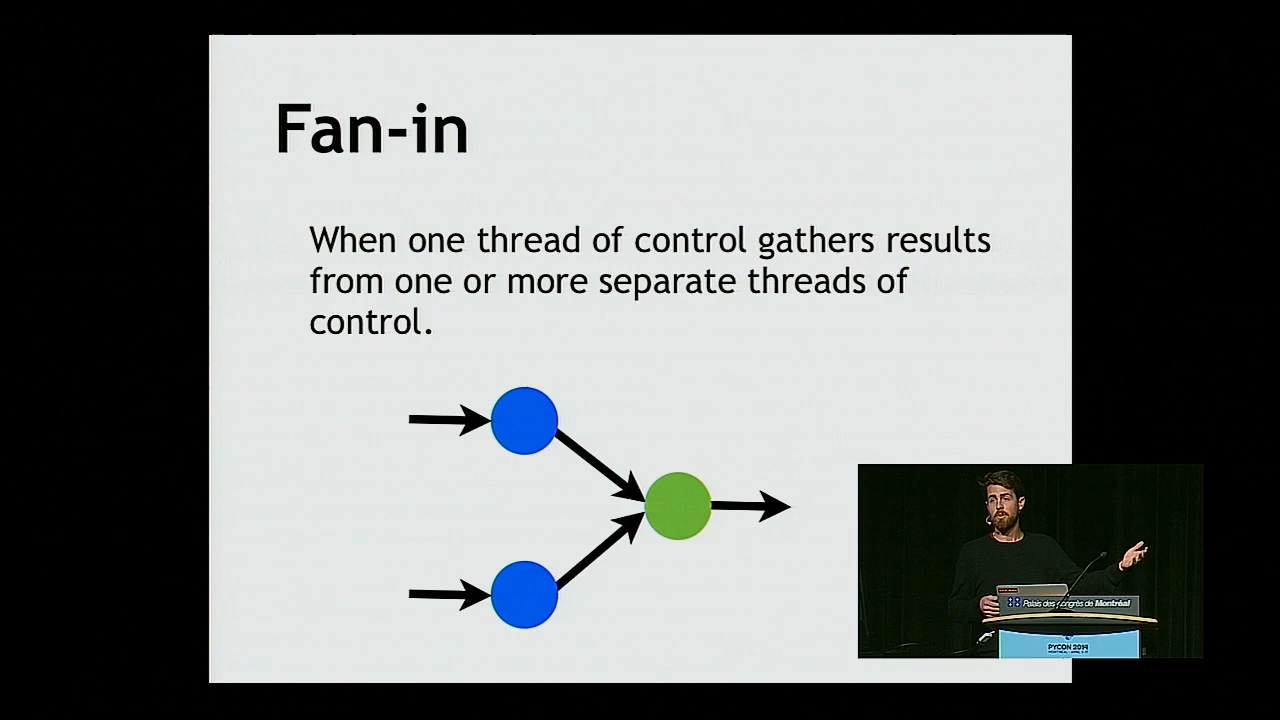 Fan-in
When one thread of control gathers results
from one or more separate threads of
control.
Palais des congrès de Montréal
PYCON 2014